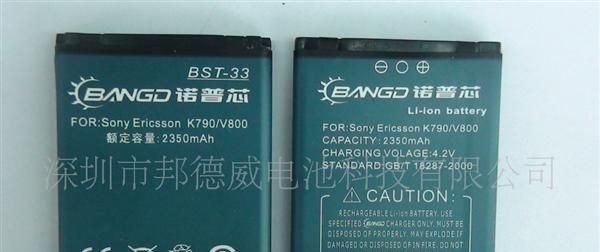 BST-33
BANGD 诺普芯
FOR:Sony Ericsson K790/V800
额定容量: 2350mAh
BANGD 诺普芯
Li-ion battery
FOR:Sony Ericsson K790/V800
CAPACITY: 2350mAh
CHARGING VOLTAGE:4.2V
STANDARD:GB/T 18287-2000
深圳市邦德威电池科技有限公司
CAUTION:
RECHARGEABLE Li-ion BATTERY. USE
SPECIFIED CHARGER ONLY. MUST BE
DISPOSED OF PROPERLY. MAY EXPLODE IF
DAMAGED OR DISPOSED OF IN FIRE. DO